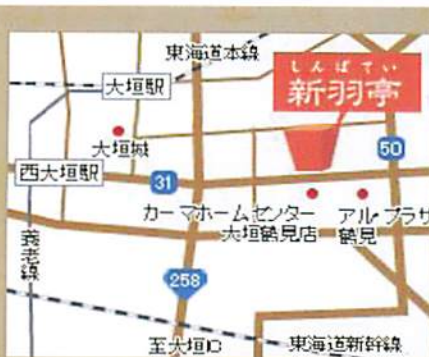 東海道本線
しんばてい
新羽亭
大垣駅
大垣城
50
西大垣駅
31
カーマホームセンター
大垣鶴見店
アル・プラザ
鶴見
養老線
258
至大垣IC
東海道新幹線